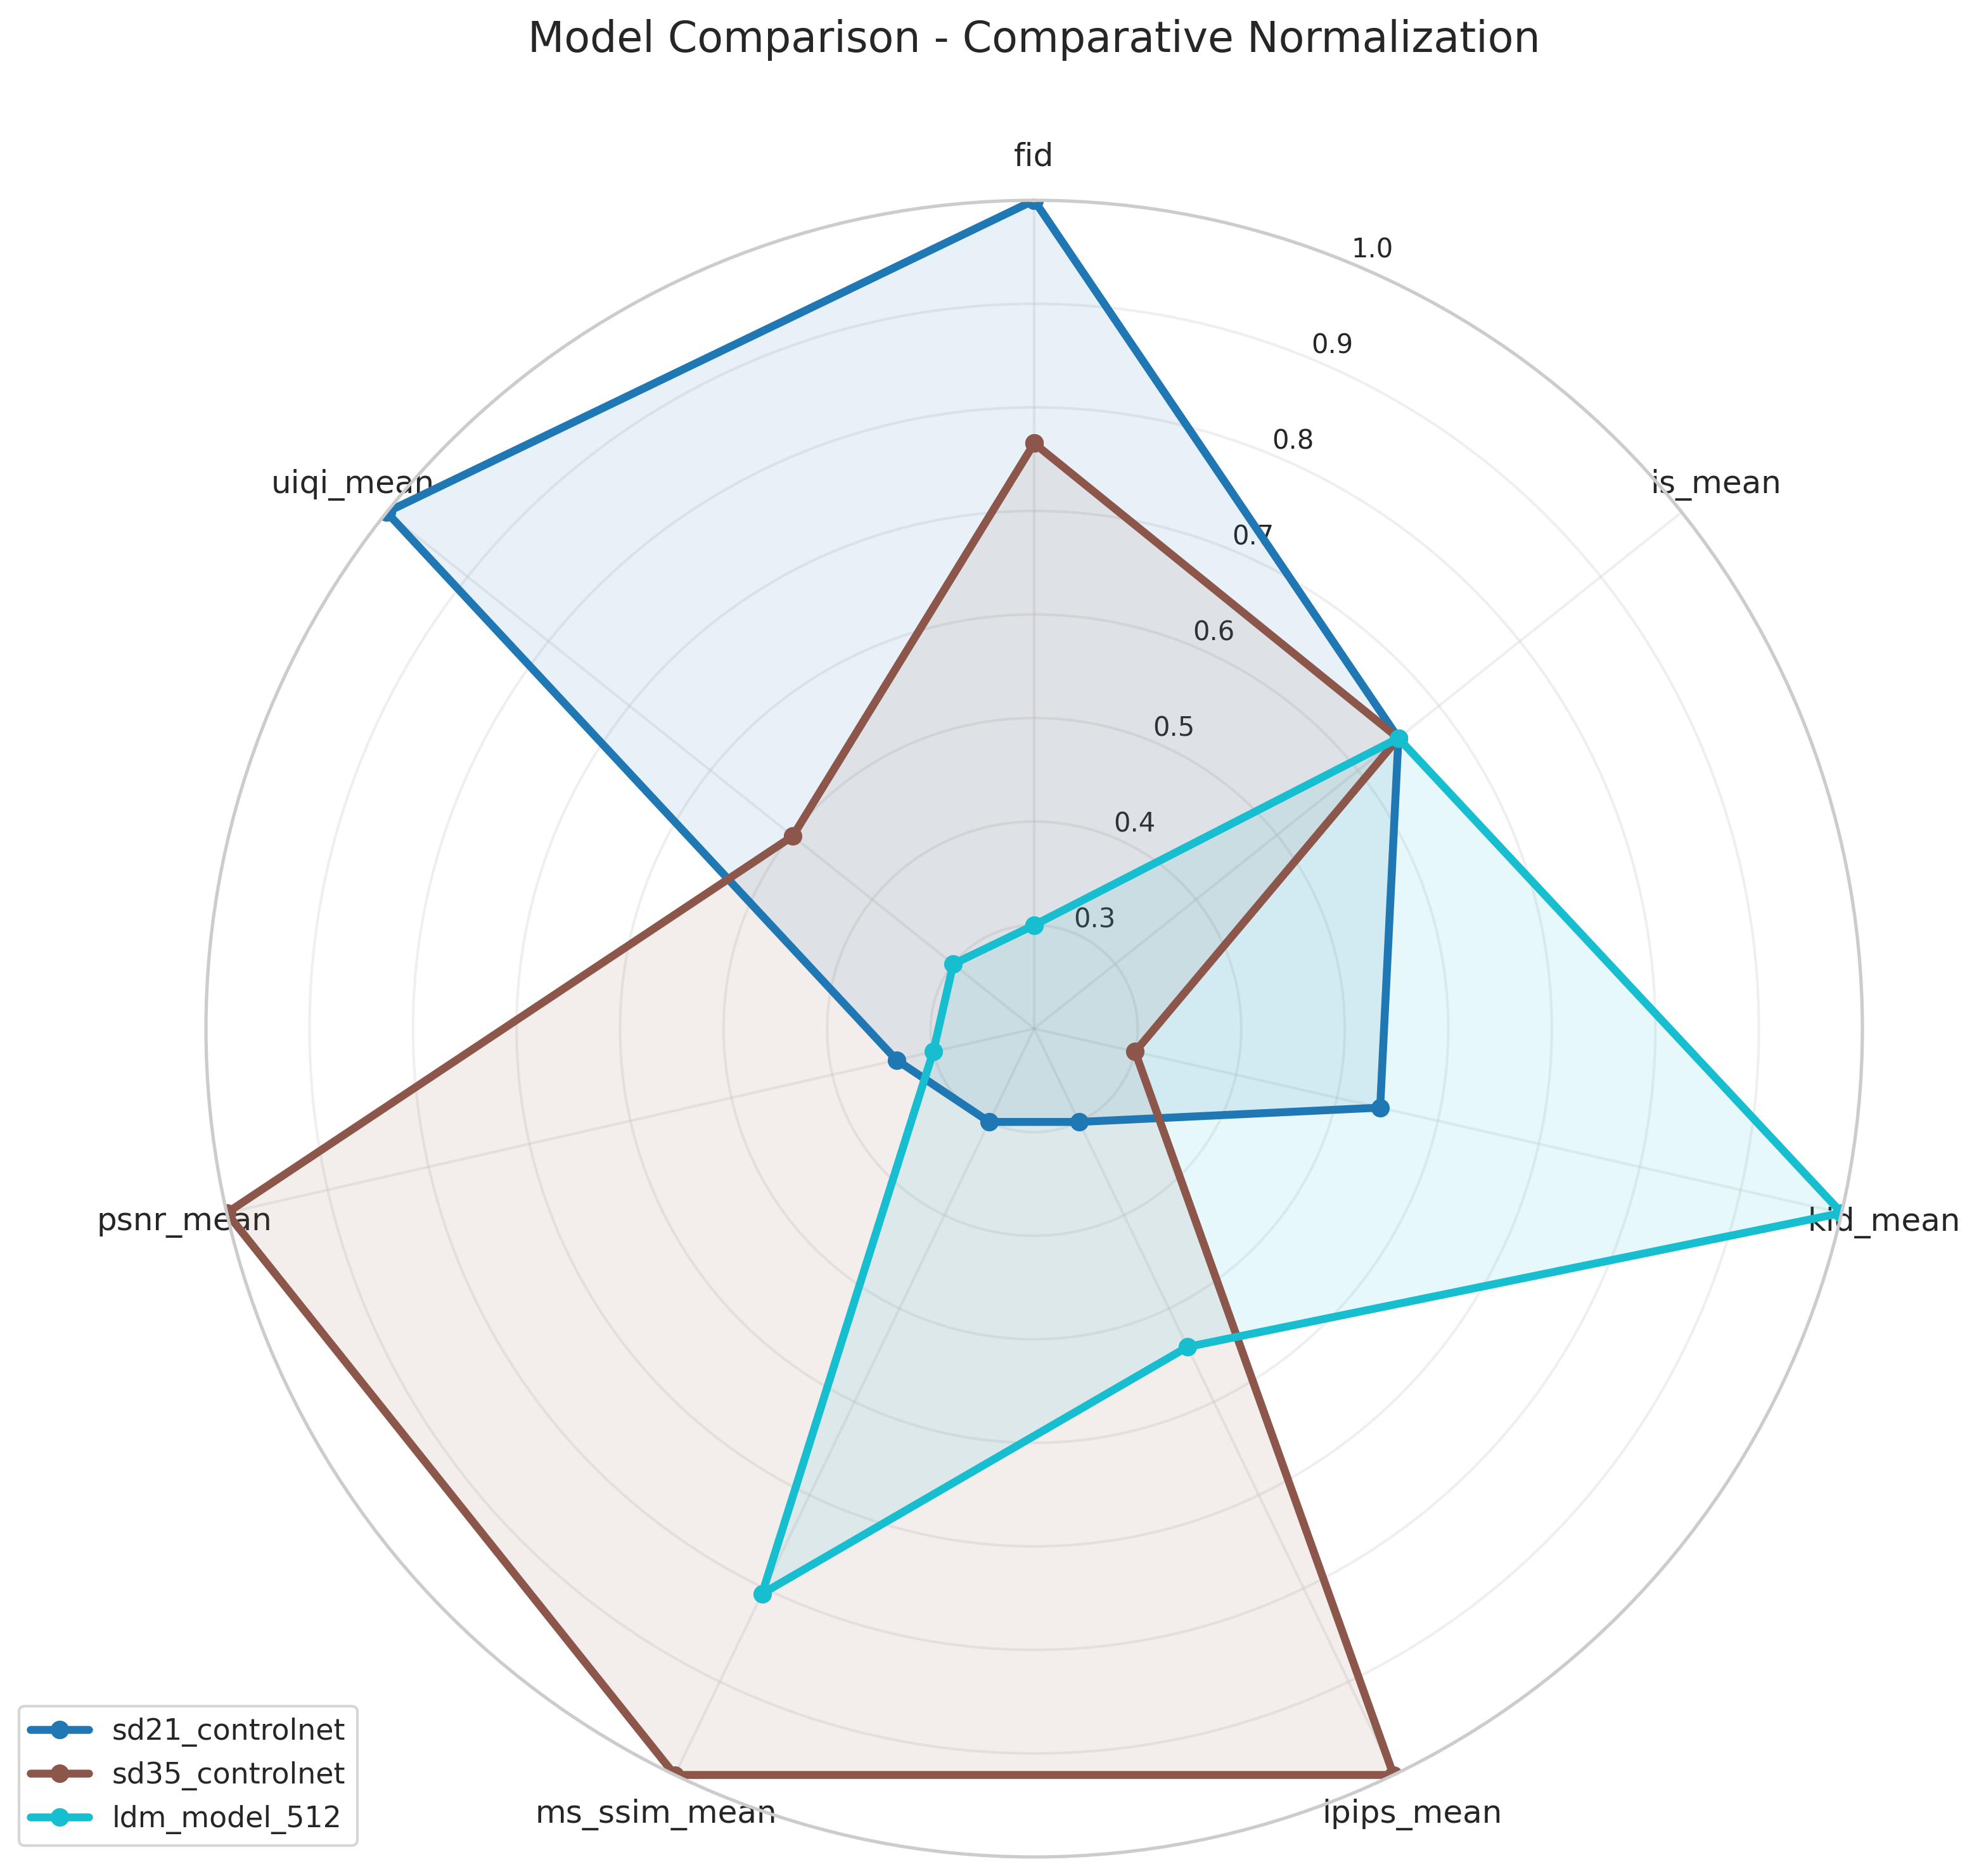 Model Comparison - Comparative Normalization
fid
1.0
0.9
0.8
uiqi_mean
is_mean
0.7
0.6
0.5
0.4
0.3
psnr_mean
kid_mean
sd21_controlnet
sd35_controlnet
ldm_model_512
ms_ssim_mean
ipips_mean